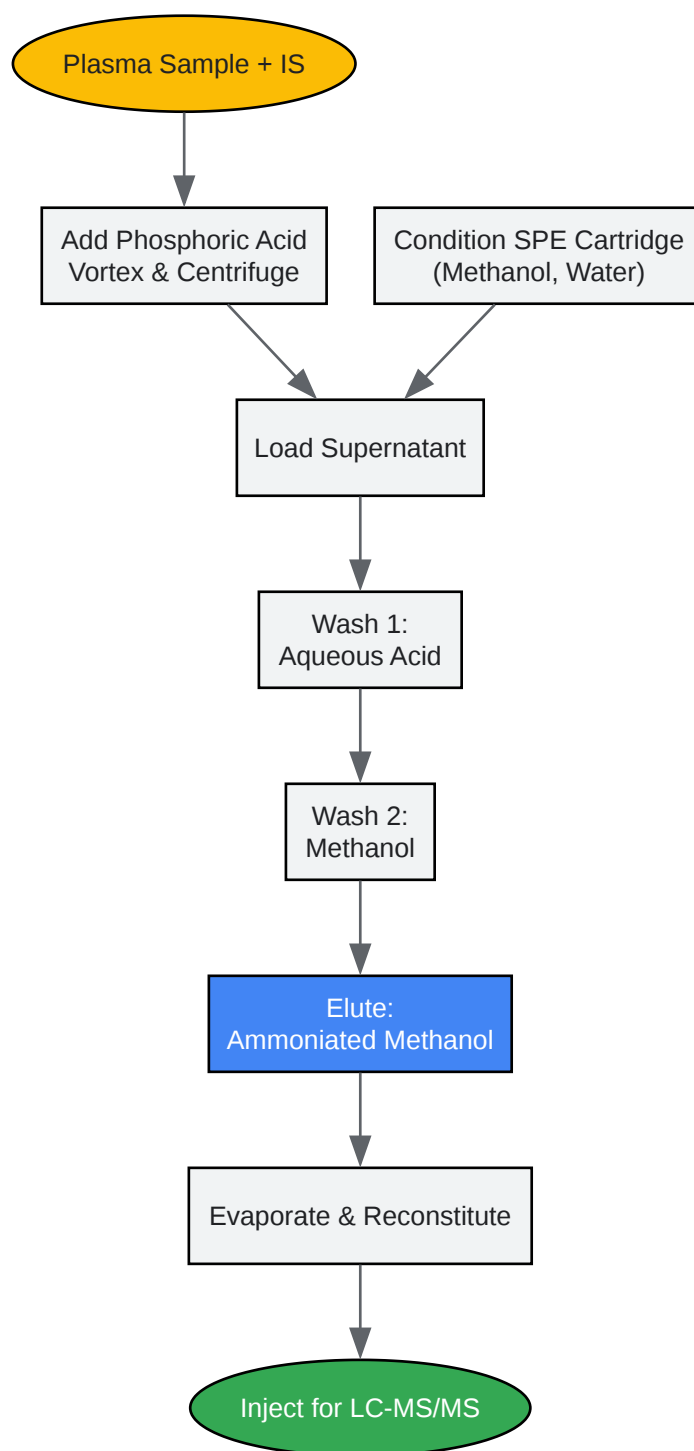 Plasma Sample + IS
Add Phosphoric Acid
Vortex & Centrifuge
Condition SPE Cartridge
(Methanol, Water)
Load Supernatant
Wash 1:
Aqueous Acid
Wash 2:
Methanol
Elute:
Ammoniated Methanol
Evaporate & Reconstitute
Inject for LC-MS/MS